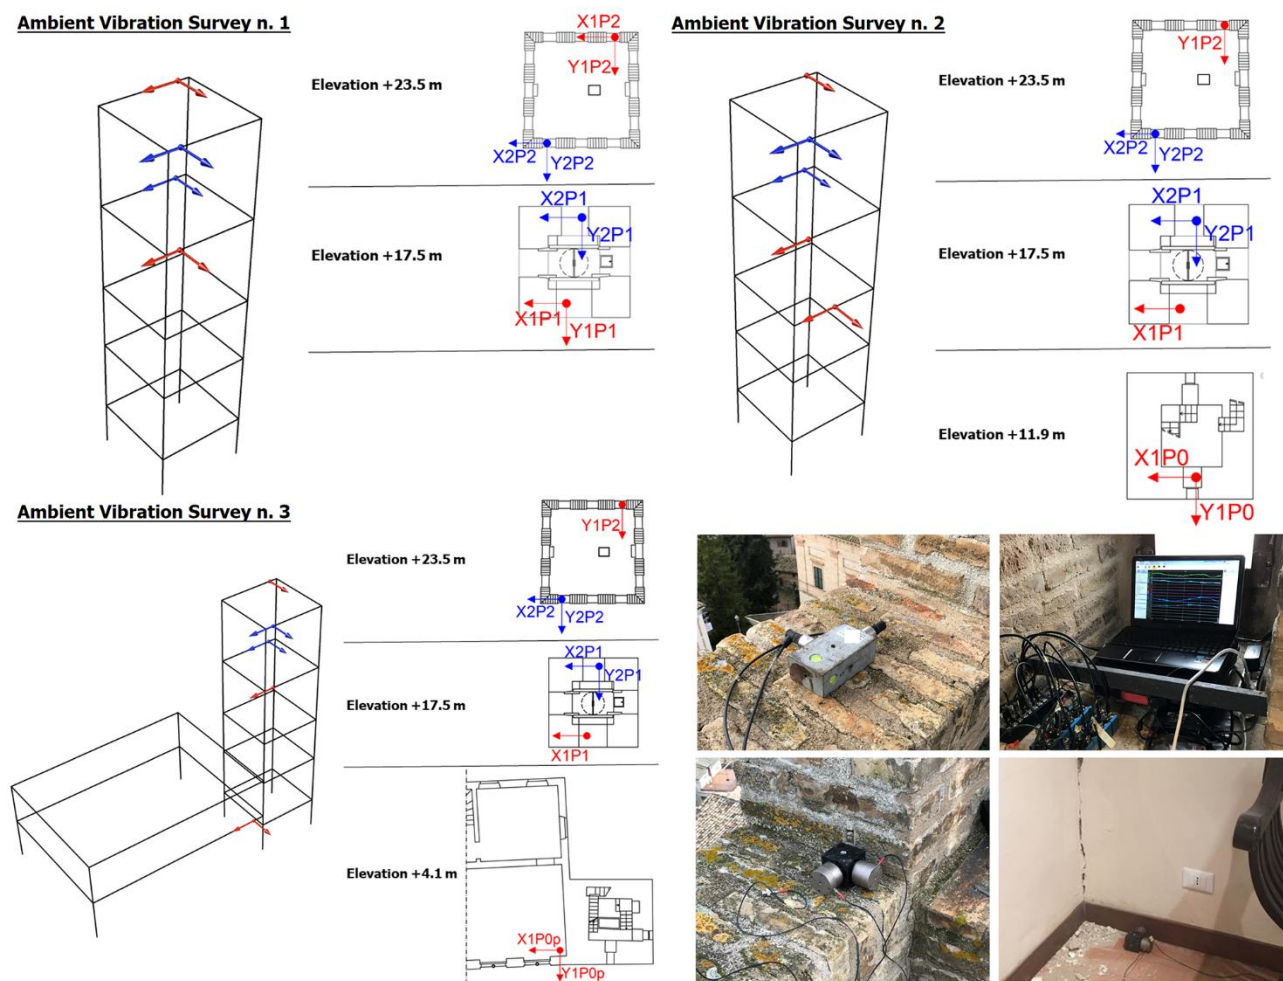 Ambient Vibration Survey n. 1
X1P2
Y1P2
Elevation +23.5 m
X2P2
Y2P2
X2P1
Y2P1
Elevation +17.5 m
X1P1
Y1P1
Ambient Vibration Survey n. 2
Y1P2
Elevation +23.5 m
X2P2
Y2P2
X2P1
Y2P1
Elevation +17.5 m
X1P1
Elevation +11.9 m
X1P0
Y1P0
Ambient Vibration Survey n. 3
Y1P2
Elevation +23.5 m
X2P2
Y2P2
X2P1
Y2P1
Elevation +17.5 m
X1P1
Elevation +4.1 m
X1P0p
Y1P0p